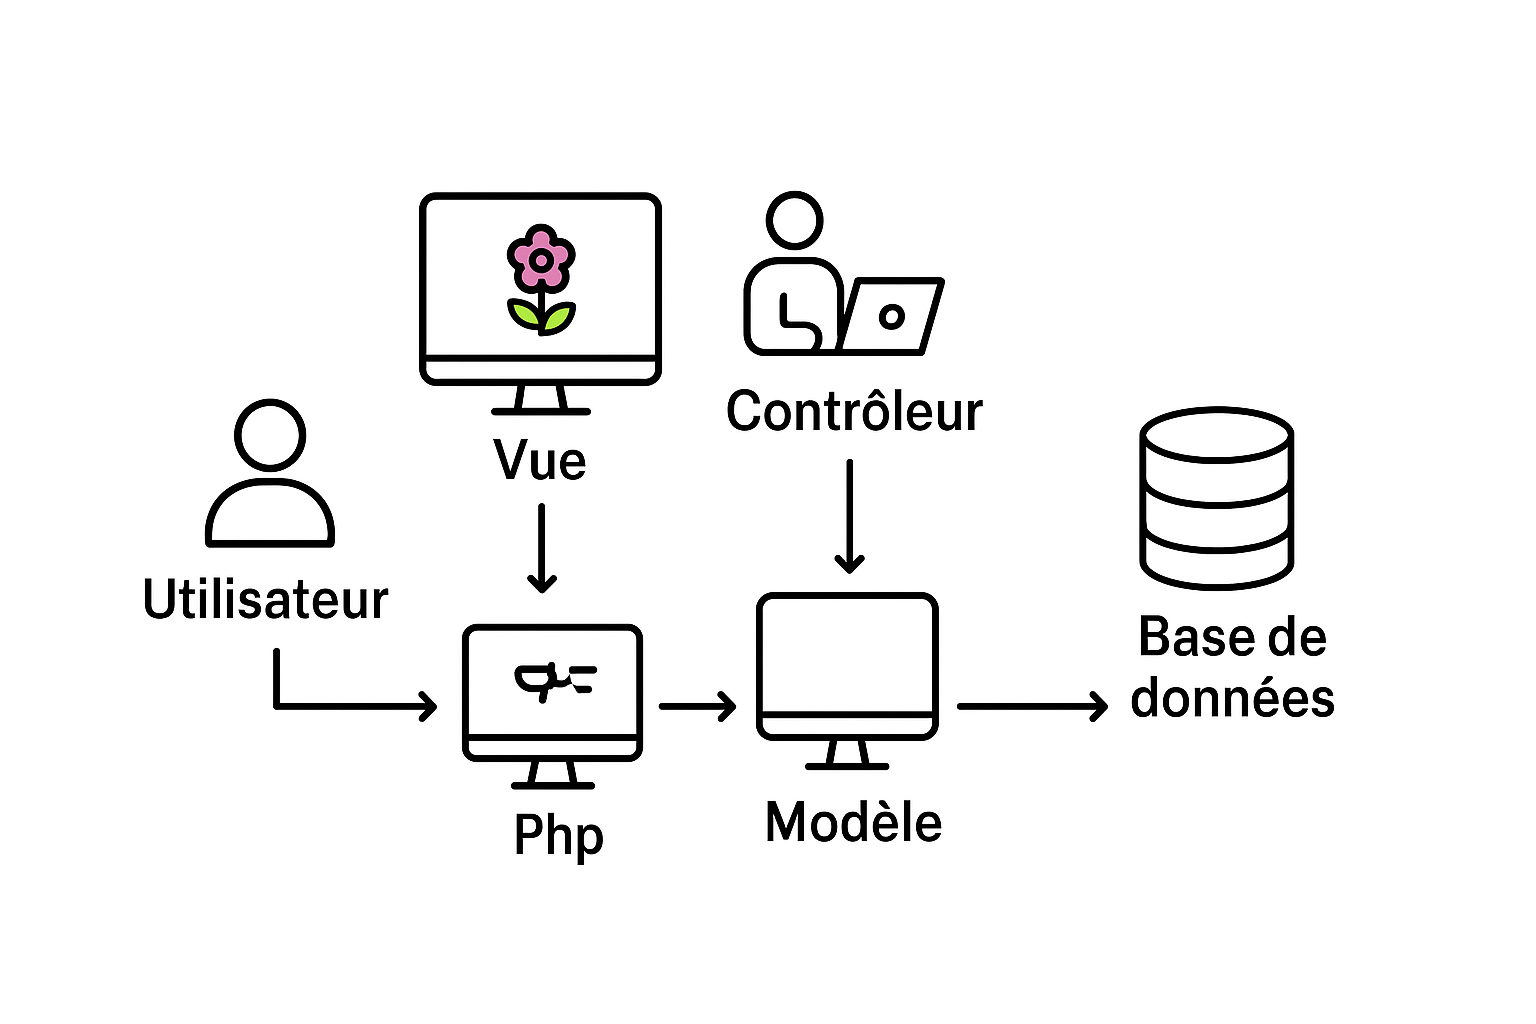 Vue
Contrôleur
Utilisateur
Base de
données
Php
Modèle